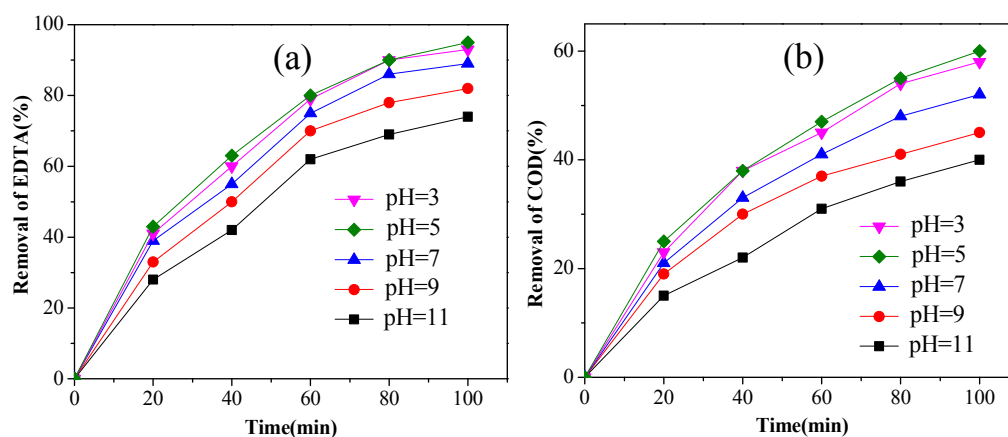 (a)
Removal of EDTA(%)
100
80
60
40
20
0
pH=3
pH=5
pH=7
pH=9
pH=11
0 20 40 60 80 100
Time(min)
(b)
Removal of COD(%)
60
40
20
0
pH=3
pH=5
pH=7
pH=9
pH=11
0 20 40 60 80 100
Time(min)